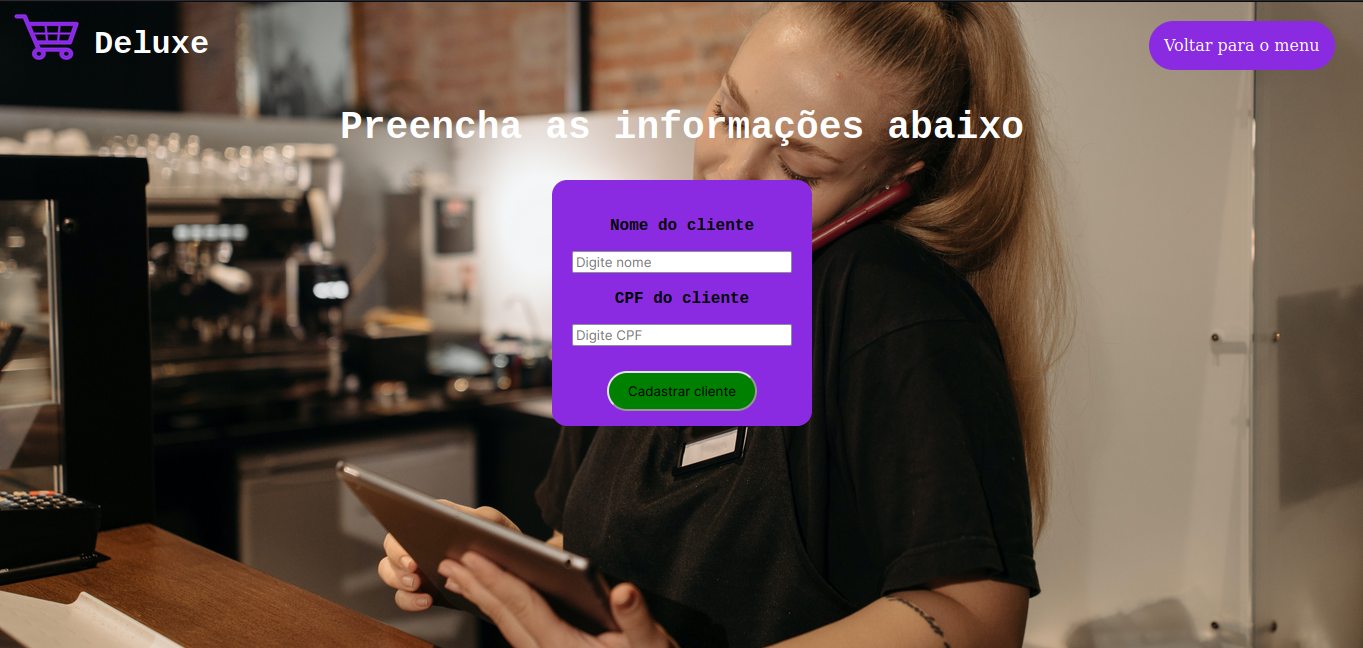 Deluxe
Voltar para o menu
Preencha as informações abaixo
Nome do cliente
Digite nome
CPF do cliente
Digite CPF
Cadastrar cliente